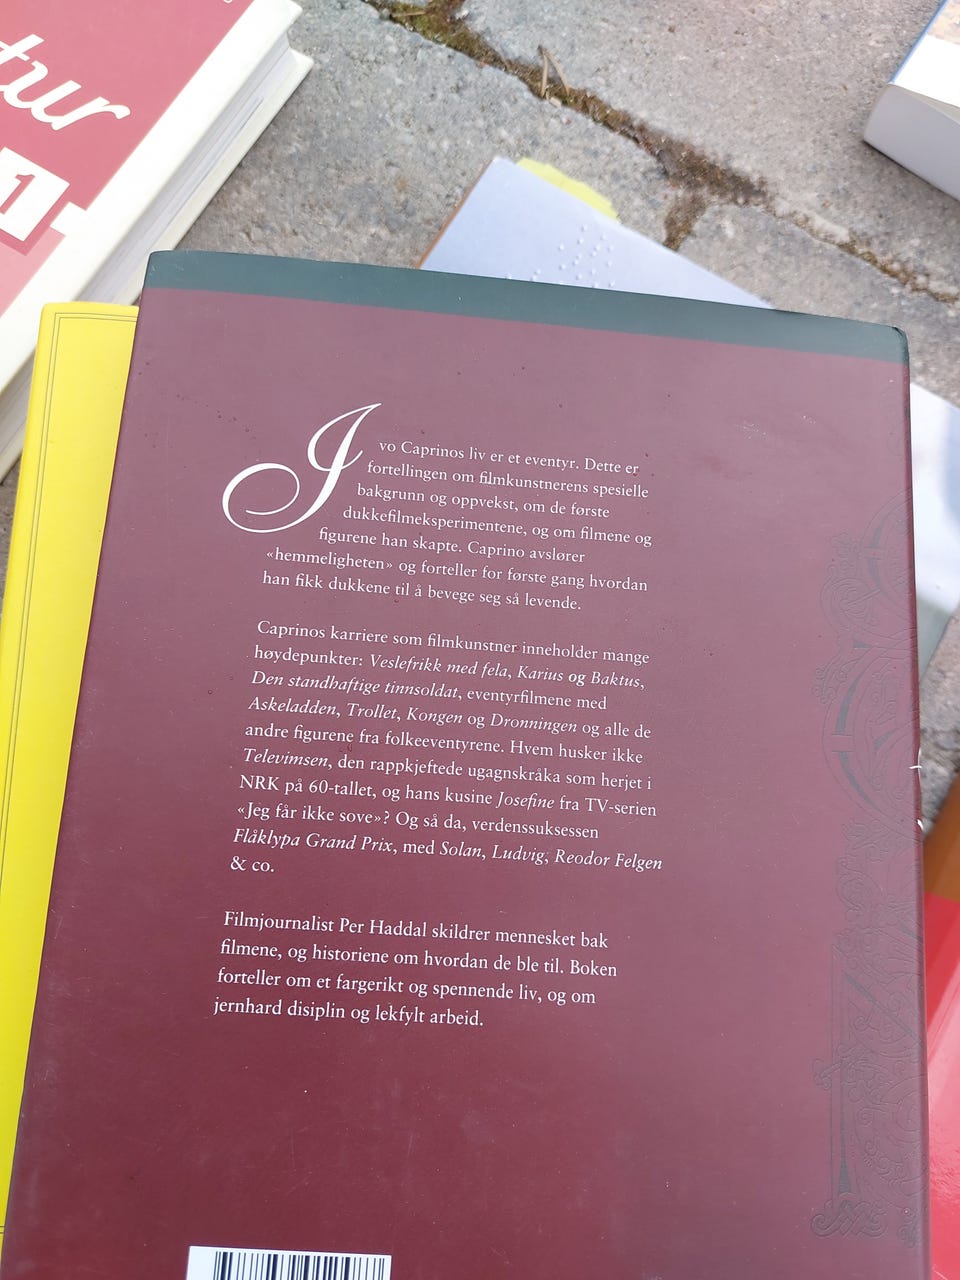 tur
1
Ivo Caprinos liv er et eventyr. Dette er
fortellingen om filmkunstnerens spesielle
bakgrunn og oppvekst, om de første
dukkefilmeksperimentene, og om filmene og
figurene han skapte. Caprino avslører
«hemmeligheten» og forteller for første gang hvordan
han fikk dukkene til å bevege seg så levende.
Caprinos karriere som filmkunstner inneholder mange
høydepunkter: Veslefrikk med fela, Karius og Baktus,
Den standhaftige tinnsoldat, eventyrfilmene med
Askeladden, Trollet, Kongen og Dronningen og alle de
andre figurene fra folkeeventyrene. Hvem husker ikke
Televimsen, den rappkjeftede ugagnskråka som herjet i
NRK på 60-tallet, og hans kusine Josefine fra TV-serien
«Jeg får ikke sove»? Og så da, verdenssuksessen
Flåklypa Grand Prix, med Solan, Ludvig, Reodor Felgen
& co.
Filmjournalist Per Haddal skildrer mennesket bak
filmene, og historiene om hvordan de ble til. Boken
forteller om et fargerikt og spennende liv, og om
jernhard disiplin og lekfylt arbeid.